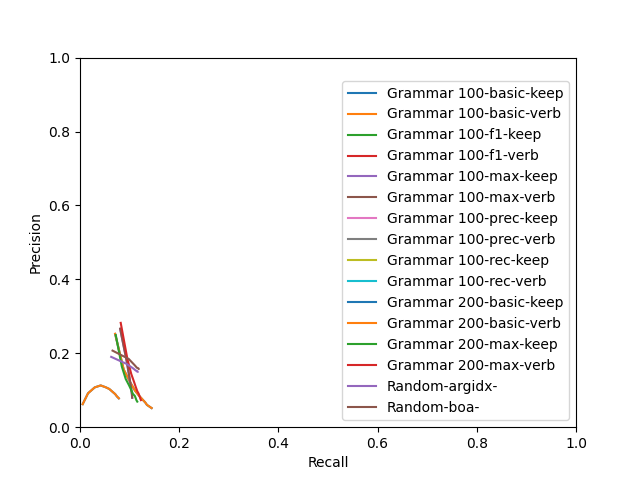 1.0
0.8
0.6
0.4
0.2
0.0
Precision
0.0 0.2 0.4 0.6 0.8 1.0
Recall
Grammar 100-basic-keep
Grammar 100-basic-verb
Grammar 100-f1-keep
Grammar 100-f1-verb
Grammar 100-max-keep
Grammar 100-max-verb
Grammar 100-prec-keep
Grammar 100-prec-verb
Grammar 100-rec-keep
Grammar 100-rec-verb
Grammar 200-basic-keep
Grammar 200-basic-verb
Grammar 200-max-keep
Grammar 200-max-verb
Random-argidx-
Random-boa-